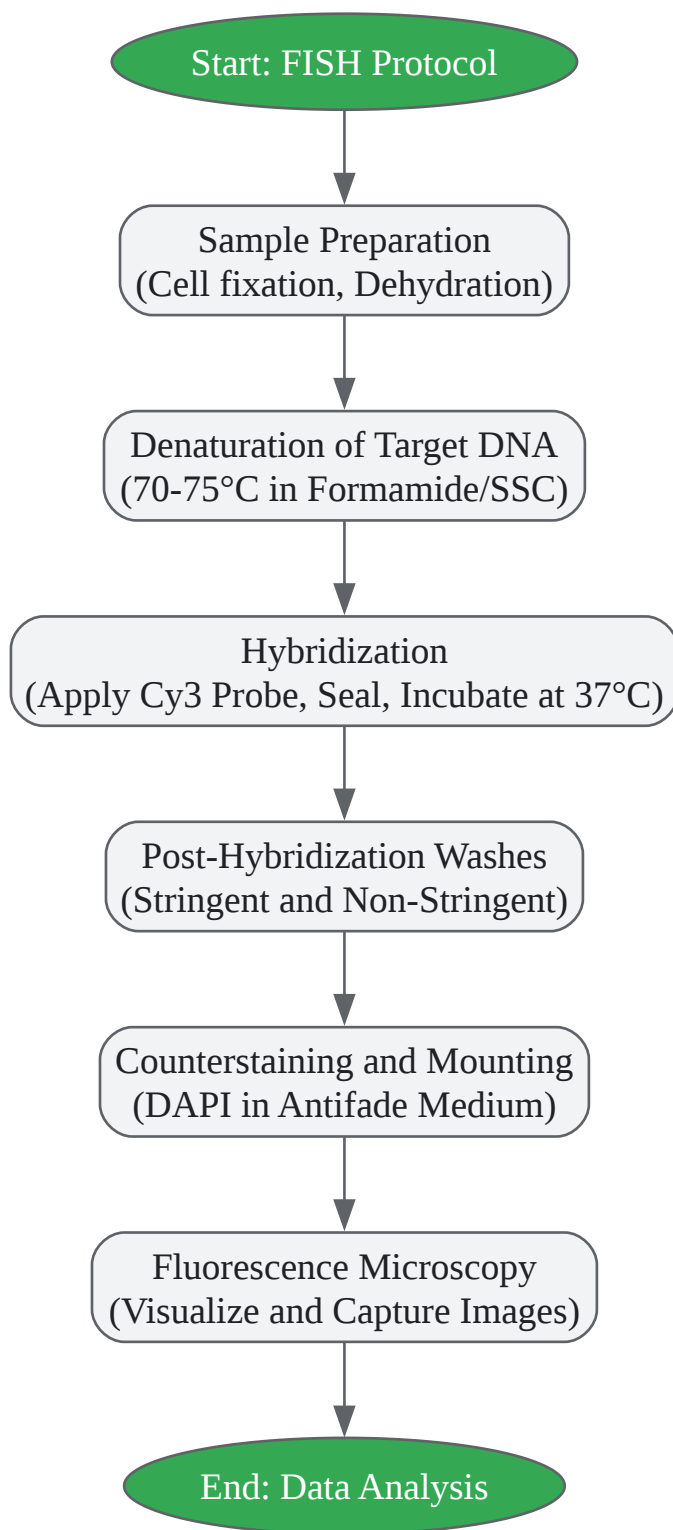 Start: FISH Protocol
Sample Preparation
(Cell fixation, Dehydration)
Denaturation of Target DNA
(70-75°C in Formamide/SSC)
Hybridization
(Apply Cy3 Probe, Seal, Incubate at 37°C)
Post-Hybridization Washes
(Stringent and Non-Stringent)
Counterstaining and Mounting
(DAPI in Antifade Medium)
Fluorescence Microscopy
(Visualize and Capture Images)
End: Data Analysis